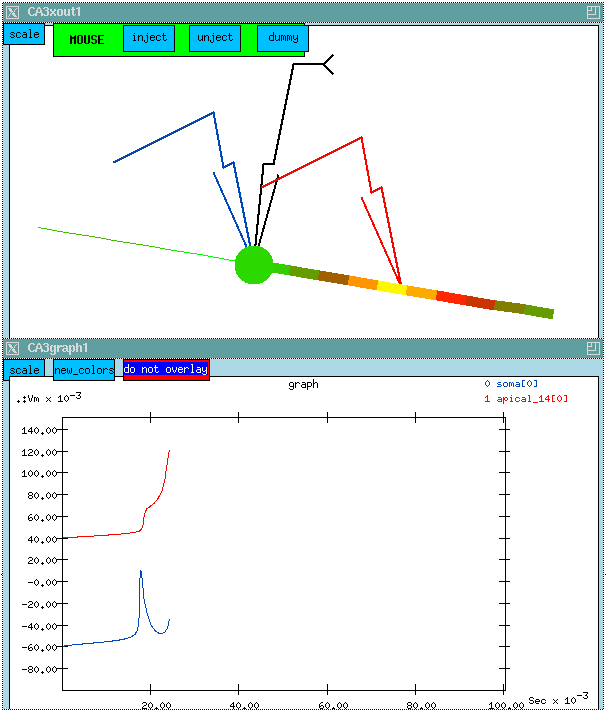 CA3xout1
scale
MOUSE inject unject dummy
CA3graph1
scale new_colors do not overlay
graph
0 soma[0]
1 apical_14[0]
.:Vm x 10⁻³
140.00
120.00
100.00
80.00
60.00
40.00
20.00
-0.00
-20.00
-40.00
-60.00
-80.00
20.00 40.00 60.00 80.00 100.00
Sec x 10⁻³